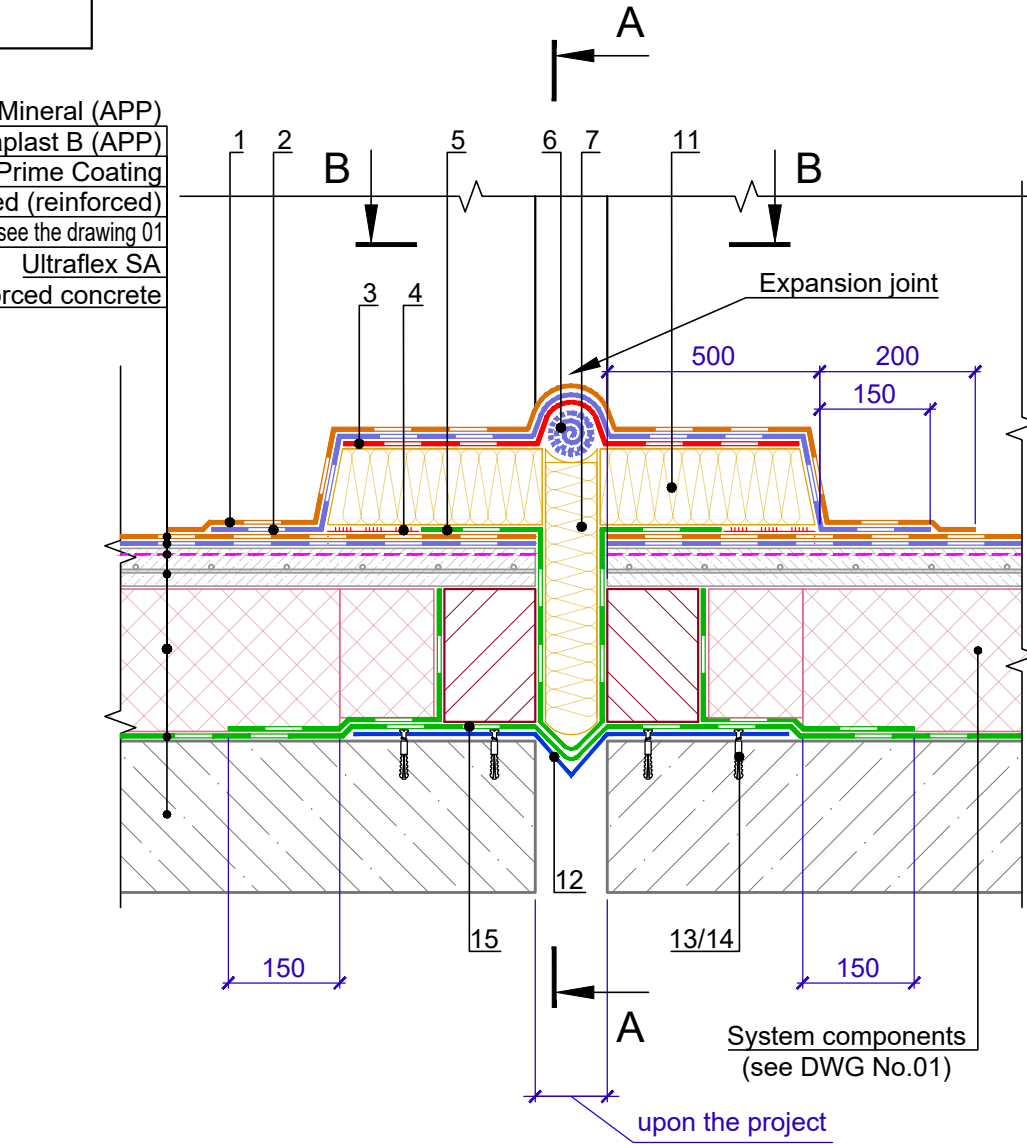 A
Mineral (APP)
aplast B (APP)
Prime Coating
ed (reinforced)
see the drawing 01
Ultraflex SA
orced concrete
1
2
5
6
7
11
B
B
3
4
Expansion joint
500
200
150
12
15
13/14
150
150
A
System components
(see DWG No.01)
upon the project